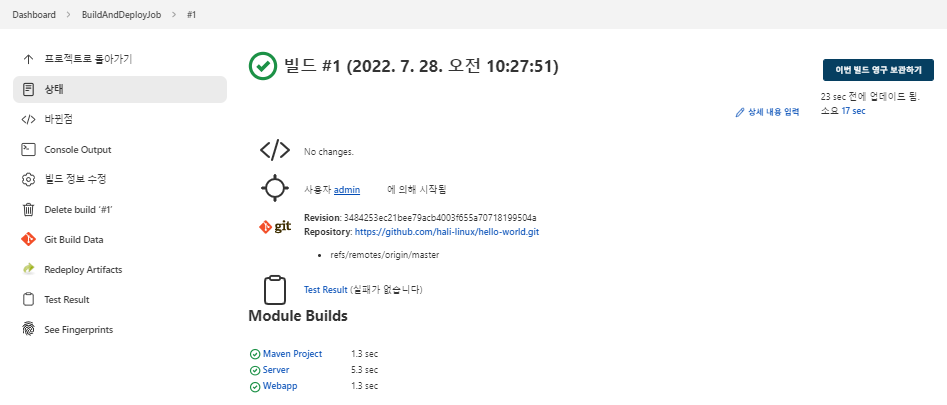 Dashboard > BuildAndDeployJob > #1
프로젝트로 돌아가기
상태
바뀐점
Console Output
빌드 정보 수정
Delete build '#1'
Git Build Data
Redeploy Artifacts
Test Result
See Fingerprints
빌드 #1 (2022. 7. 28. 오전 10:27:51)
이번 빌드 영구 보관하기
23 sec 전에 업데이트 됨.
소요 17 sec
상세 내용 입력
No changes.
사용자 admin 에 의해 시작됨
git
Revision: 3484253ec21bee79acb4003f655a70718199504a
Repository: https://github.com/hali-linux/hello-world.git
• refs/remotes/origin/master
Test Result (실패가 없습니다)
Module Builds
Maven Project 1.3 sec
Server 5.3 sec
Webapp 1.3 sec